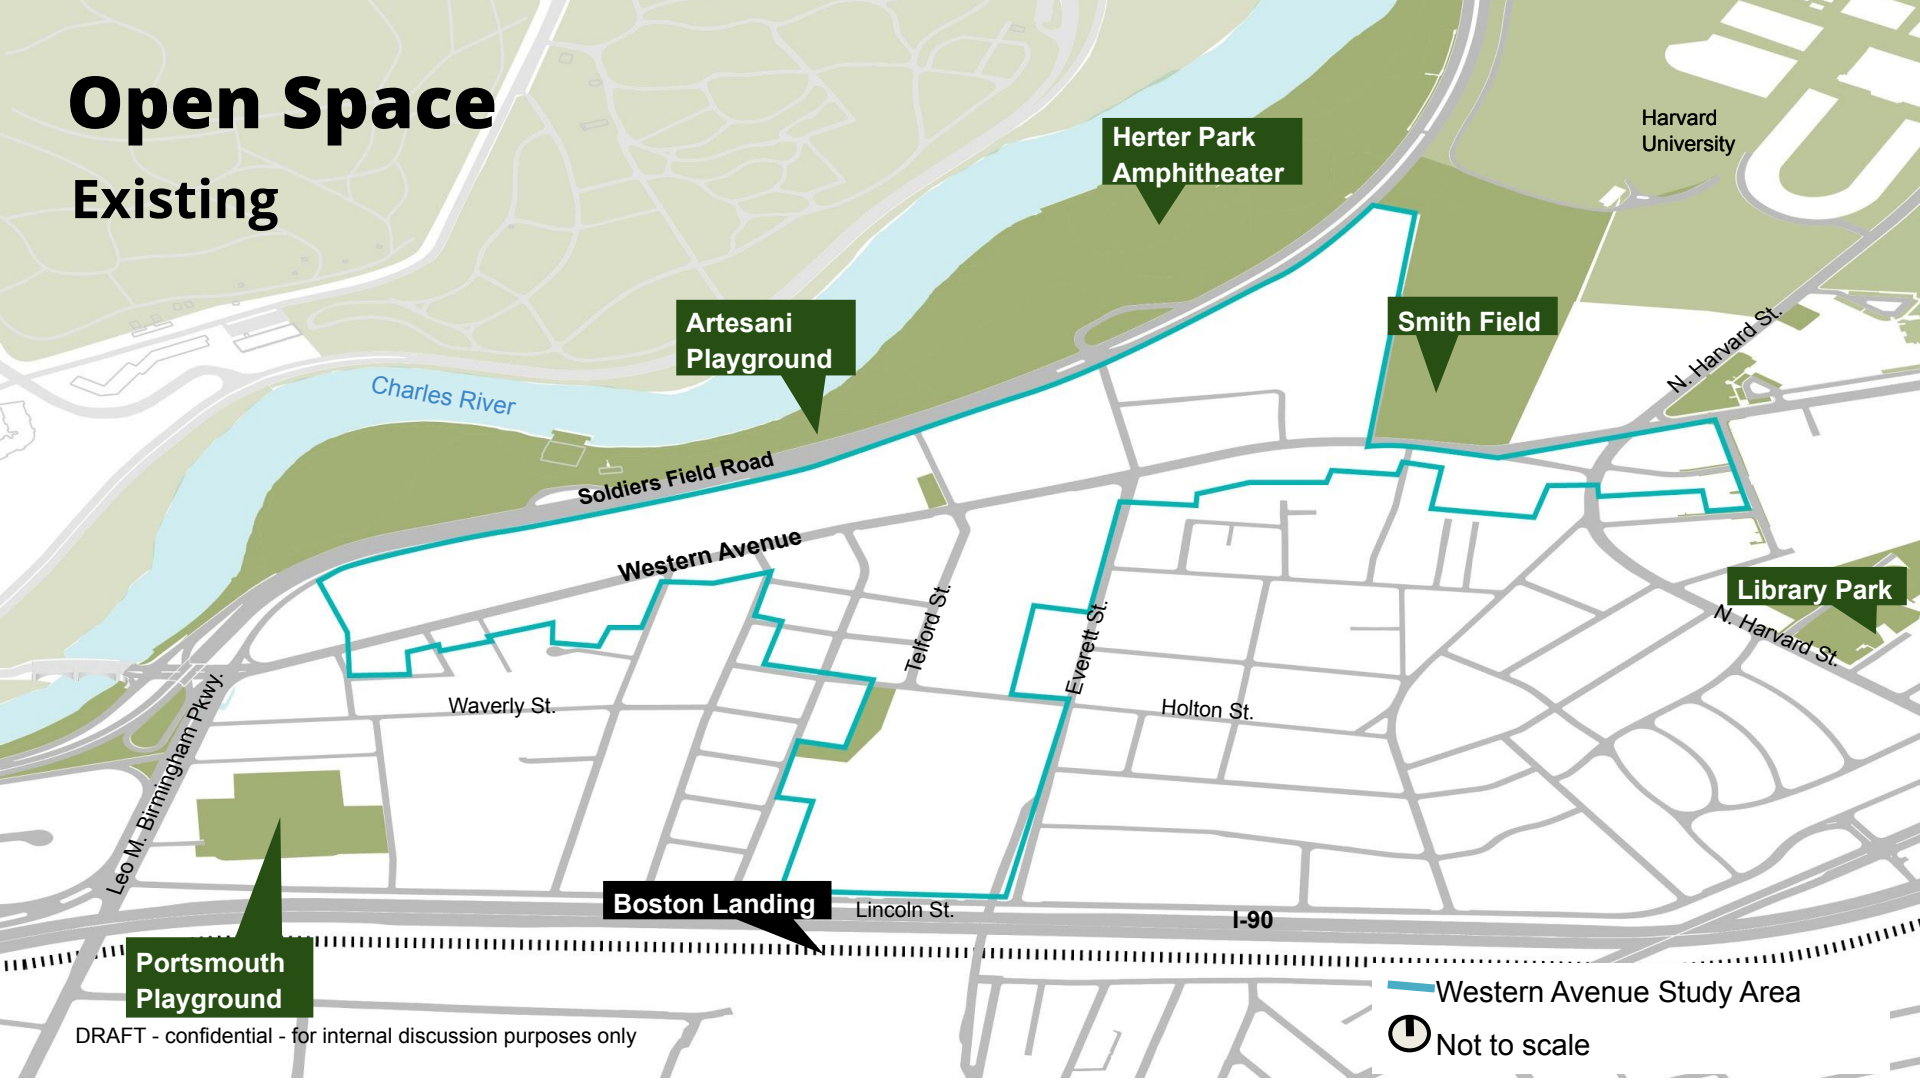 Open Space
Existing
Harvard
University
Herter Park
Amphitheater
Artesani
Playground
Smith Field
N. Harvard St.
Charles River
Soldiers Field Road
Western Avenue
Library Park
N. Harvard St.
Telford St.
Everett St.
Waverly St.
Holton St.
Leo M. Birmingham Pkwy.
Boston Landing
Lincoln St.
I-90
Portsmouth
Playground
Western Avenue Study Area
Not to scale
DRAFT - confidential - for internal discussion purposes only